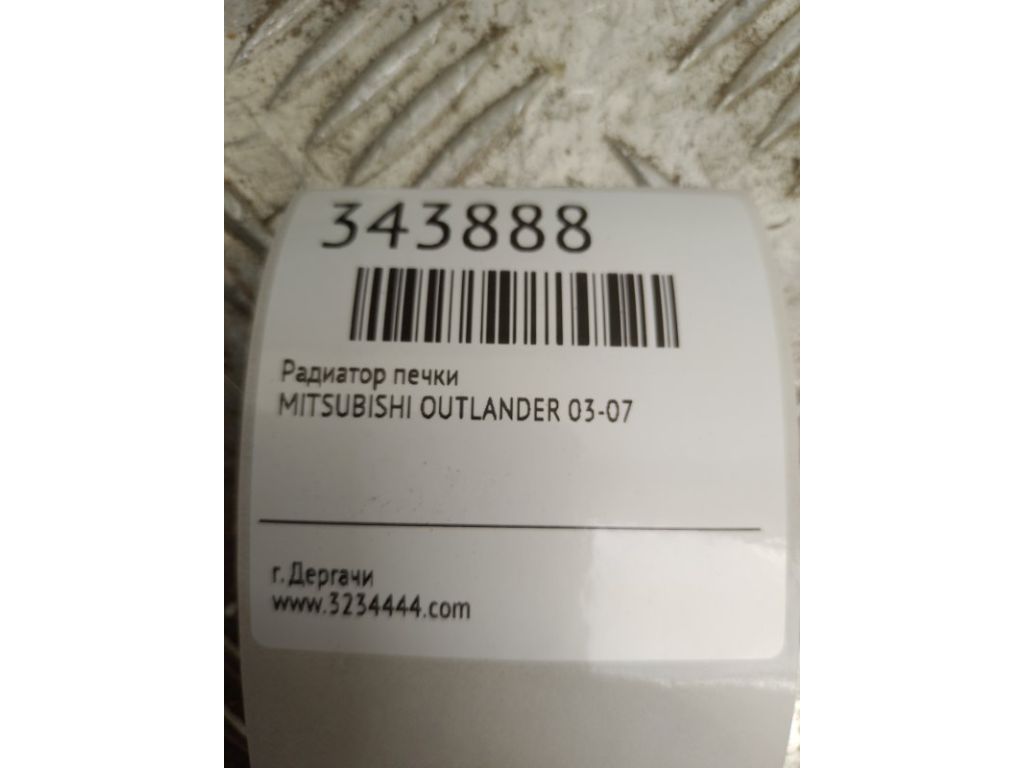 343888
Радиатор печки
MITSUBISHI OUTLANDER 03-07
г. Дергачи
www.3234444.com